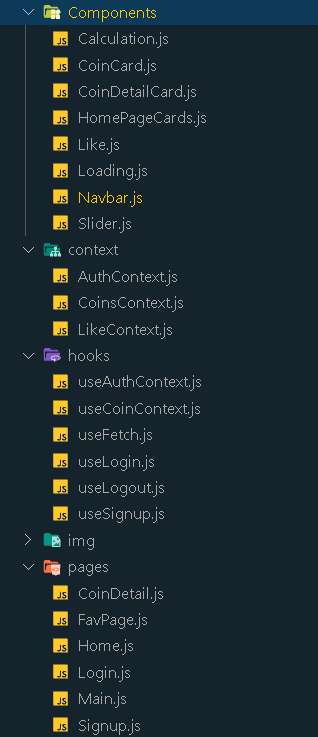 Components
JS Calculation.js
JS CoinCard.js
JS CoinDetailCard.js
JS HomePageCards.js
JS Like.js
JS Loading.js
JS Navbar.js
JS Slider.js
context
JS AuthContext.js
JS CoinsContext.js
JS LikeContext.js
hooks
JS useAuthContext.js
JS useCoinContext.js
JS useFetch.js
JS useLogin.js
JS useLogout.js
JS useSignup.js
img
pages
JS CoinDetail.js
JS FavPage.js
JS Home.js
JS Login.js
JS Main.js
JS Signup.js